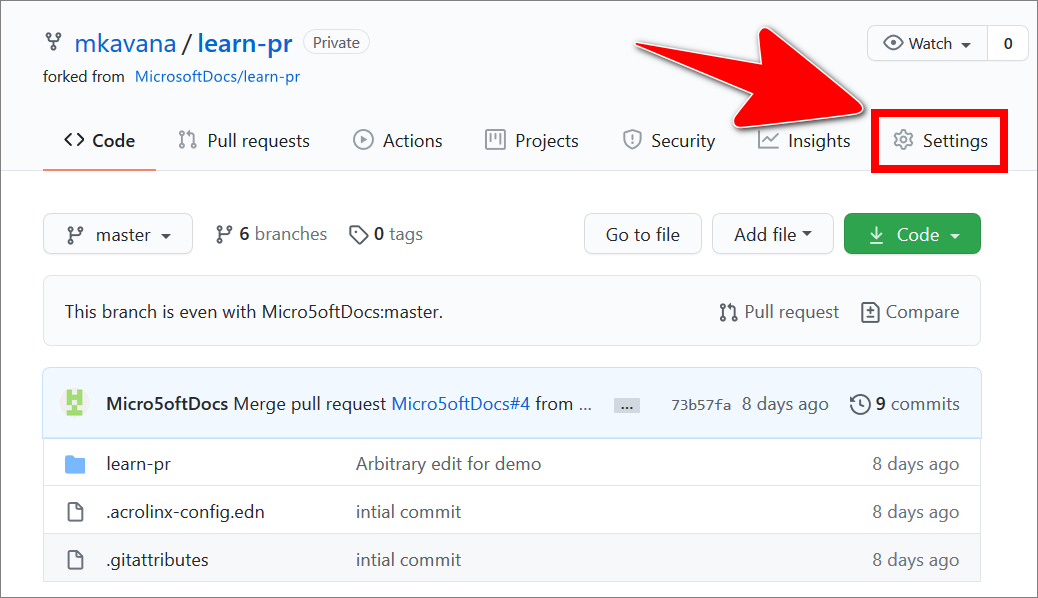 mkavana / learn-pr Private Watch 0
forked from MicrosoftDocs/learn-pr
Code Pull requests Actions Projects Security Insights Settings
master 6 branches 0 tags Go to file Add file Code
This branch is even with Micro5oftDocs:master. Pull request Compare
Micro5oftDocs Merge pull request Micro5oftDocs#4 from ... ... 73b57fa 8 days ago 9 commits
learn-pr Arbitrary edit for demo 8 days ago
.acrolinx-config.edn intial commit 8 days ago
.gitattributes intial commit 8 days ago